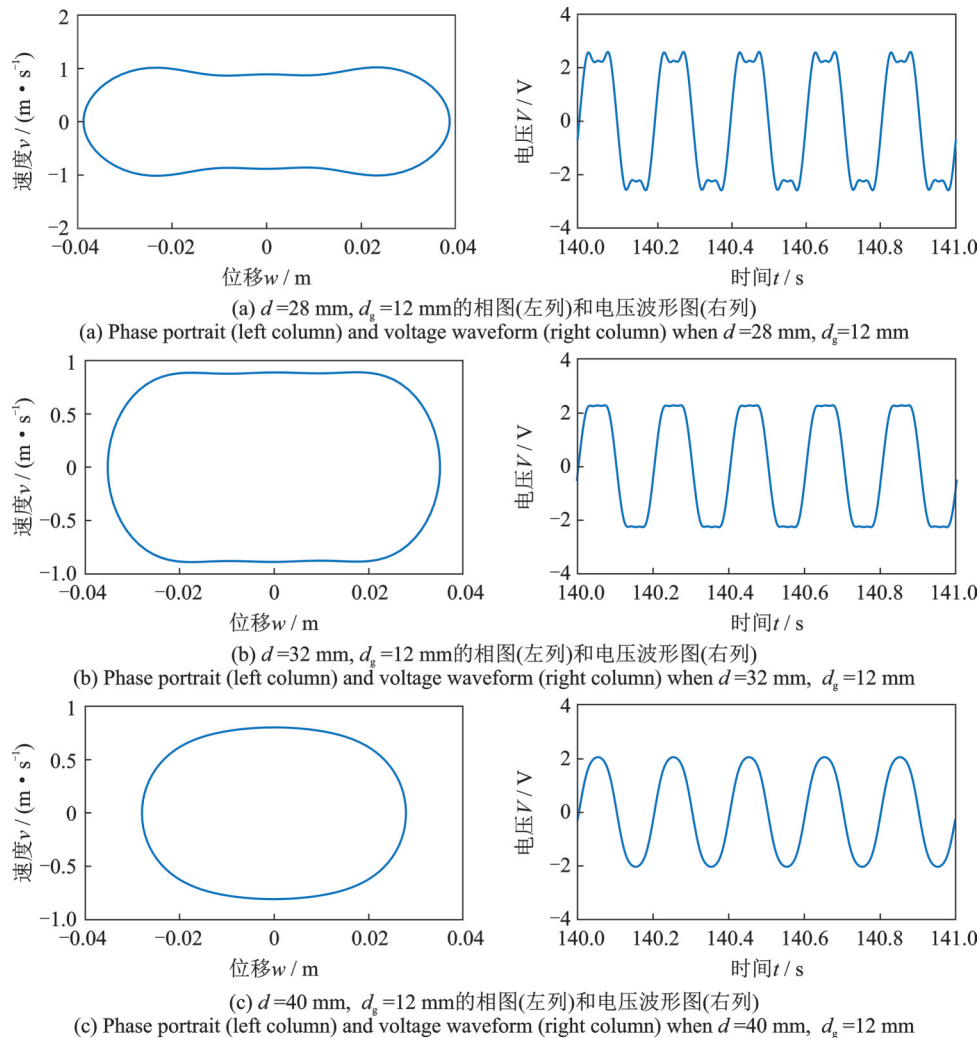 速度v / (m • s⁻¹)
2
1
0
−1
−2
−0.04 −0.02 0 0.02 0.04
位移w / m
电压V / V
4
2
0
−2
−4
140.0 140.2 140.4 140.6 140.8 141.0
时间t / s
(a) d =28 mm, dg =12 mm的相图(左列)和电压波形图(右列)
(a) Phase portrait (left column) and voltage waveform (right column) when d=28 mm, dg=12 mm
速度v / (m • s⁻¹)
1
0.5
0
−0.5
−1.0
−0.04 −0.02 0 0.02 0.04
位移w / m
电压V / V
4
2
0
−2
−4
140.0 140.2 140.4 140.6 140.8 141.0
时间t / s
(b) d =32 mm, dg =12 mm的相图(左列)和电压波形图(右列)
(b) Phase portrait (left column) and voltage waveform (right column) when d=32 mm, dg=12 mm
速度v / (m • s⁻¹)
1
0.5
0
−0.5
−1.0
−0.04 −0.02 0 0.02 0.04
位移w / m
电压V / V
4
2
0
−2
−4
140.0 140.2 140.4 140.6 140.8 141.0
时间t / s
(c) d =40 mm, dg =12 mm的相图(左列)和电压波形图(右列)
(c) Phase portrait (left column) and voltage waveform (right column) when d=40 mm, dg=12 mm